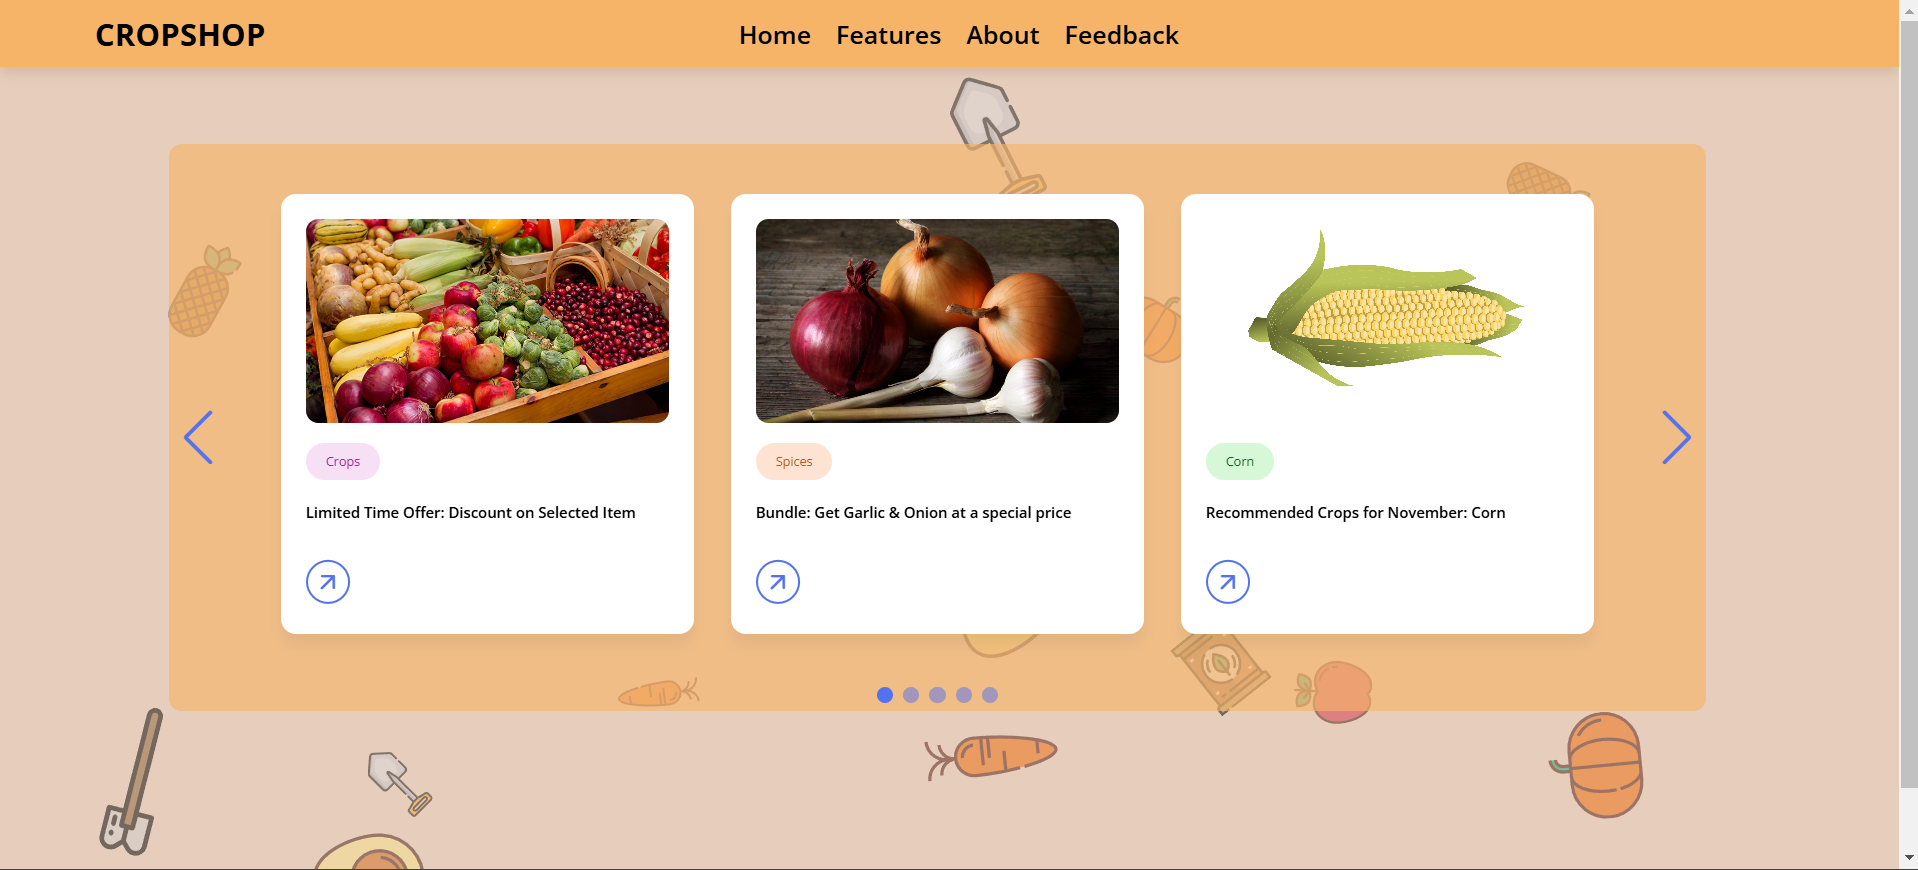 CROPSHOP
Home Features About Feedback
Crops
Limited Time Offer: Discount on Selected Item
Spices
Bundle: Get Garlic & Onion at a special price
Corn
Recommended Crops for November: Corn